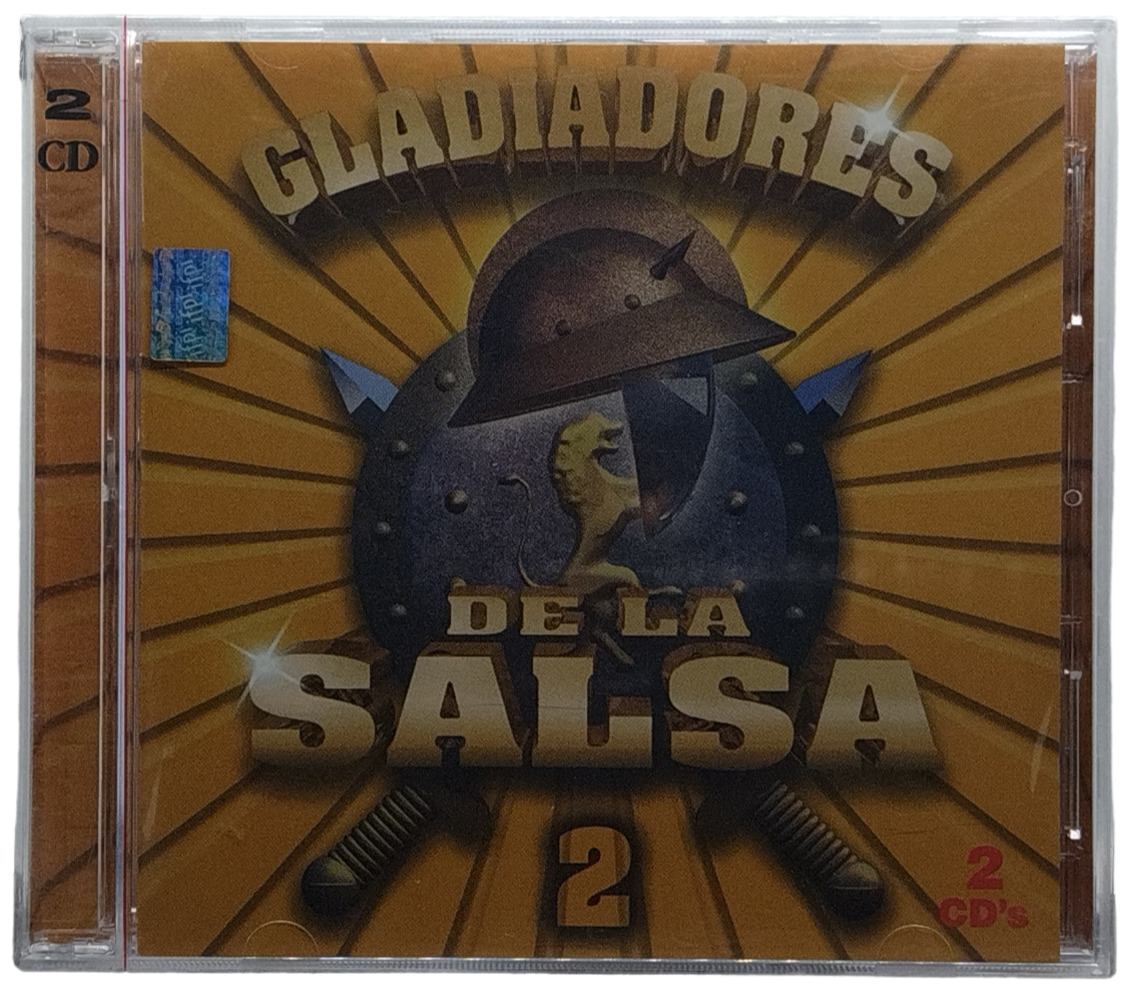 2
CD
GLADIADORES
DE LA
SALSA
2
2
CD's